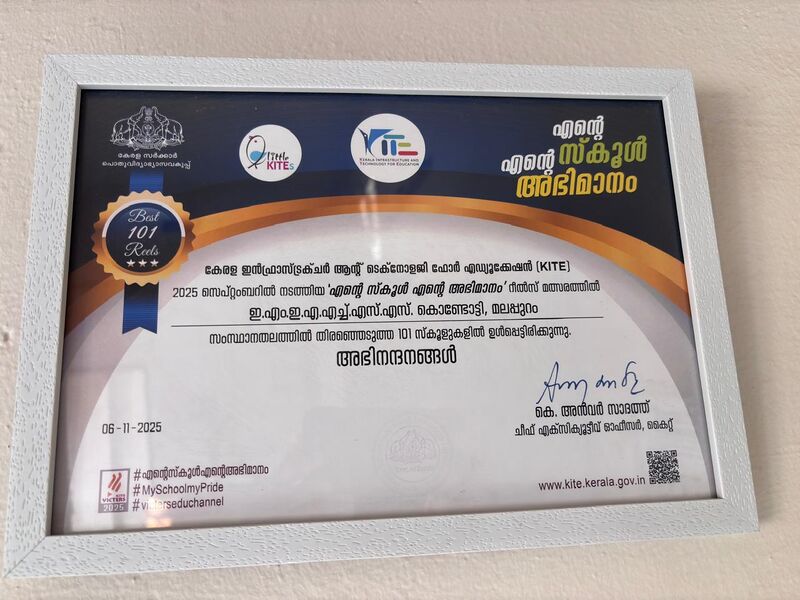 കേരള സർക്കാർ
പൊതുവിദ്യാഭ്യാസവകുപ്പ്
little
KITEs
KITE
KERALA INFRASTRUCTURE AND
TECHNOLOGY FOR EDUCATION
എന്റെ
എന്റെ സ്കൂൾ
അഭിമാനം
Best
101
Reels
കേരള ഇൻഫ്രാസ്ട്രക്ചർ ആന്റ് ടെക്നോളജി ഫോർ എഡ്യൂക്കേഷൻ (KITE)
2025 സെപ്റ്റംബറിൽ നടത്തിയ 'എന്റെ സ്കൂൾ എന്റെ അഭിമാനം' റീൽസ് മത്സരത്തിൽ
ഇ.എം.ഇ.എ.എച്ച്.എസ്.എസ്. കൊണ്ടോട്ടി, മലപ്പുറം
സംസ്ഥാനതലത്തിൽ തിരഞ്ഞെടുത്ത 101 സ്കൂളുകളിൽ ഉൾപ്പെട്ടിരിക്കുന്നു.
അഭിനന്ദനങ്ങൾ
കെ. അൻവർ സാദത്ത്
ചീഫ് എക്സിക്യൂട്ടീവ് ഓഫീസർ, കൈറ്റ്
06-11-2025
KITE
VICTERS
2025
#എന്റെസ്കൂൾഎന്റെഅഭിമാനം
#MySchoolmyPride
#victerseduchannel
www.kite.kerala.gov.in